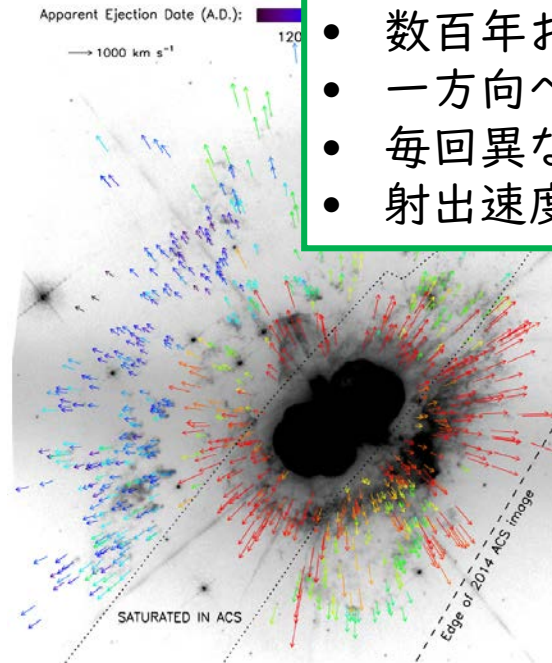 Apparent Ejection Date (A.D.):
120
→ 1000 km s⁻¹
• 数百年お
• 一方向へ
• 毎回異な
• 射出速度
SATURATED IN ACS
Edge of 2014 ACS image